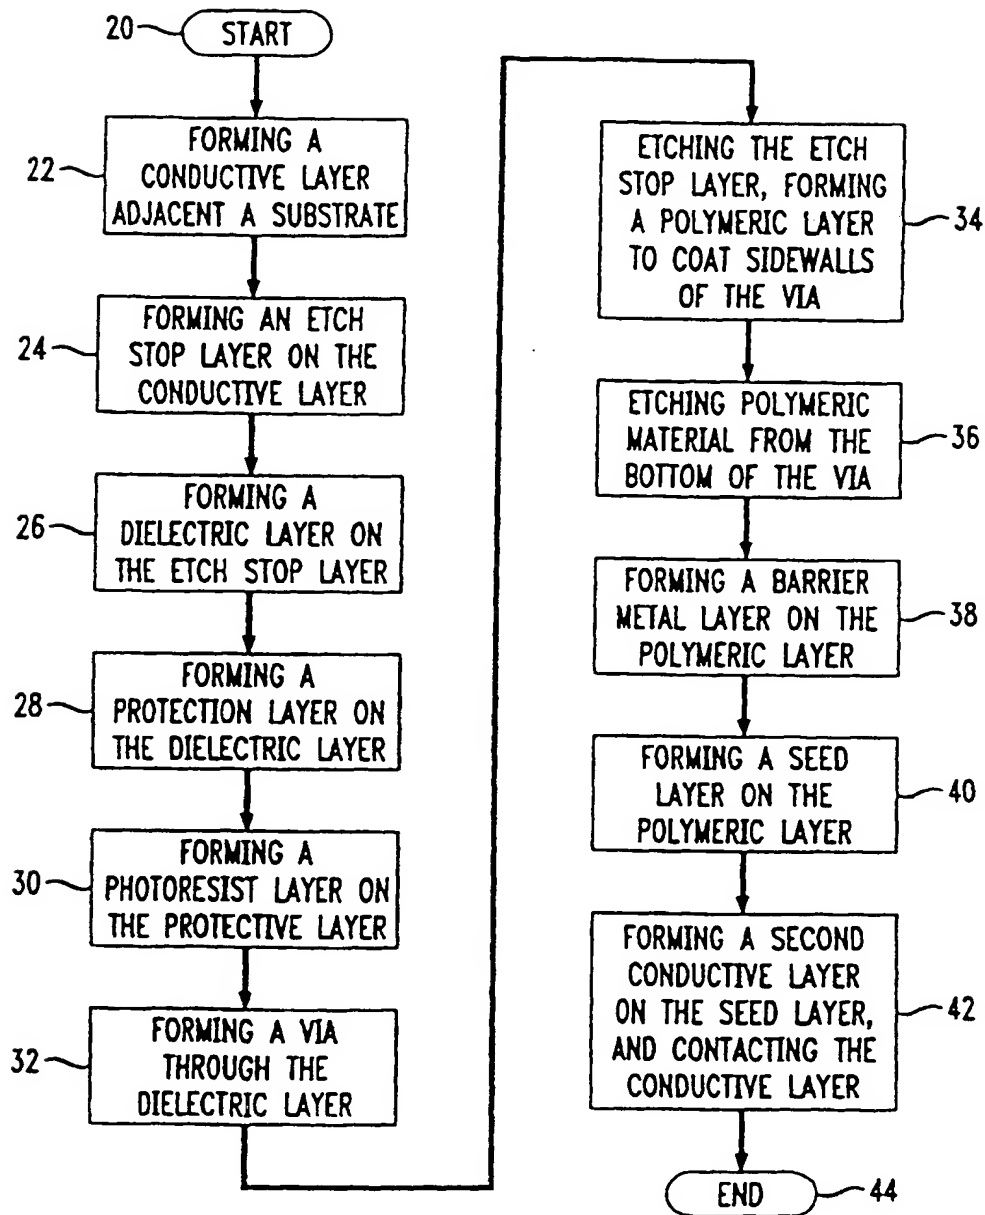 20
START
22
FORMING A
CONDUCTIVE LAYER
ADJACENT A SUBSTRATE
24
FORMING AN ETCH
STOP LAYER ON THE
CONDUCTIVE LAYER
26
FORMING A
DIELECTRIC LAYER ON
THE ETCH STOP LAYER
28
FORMING A
PROTECTION LAYER ON
THE DIELECTRIC LAYER
30
FORMING A
PHOTORESIST LAYER ON
THE PROTECTIVE LAYER
32
FORMING A VIA
THROUGH THE
DIELECTRIC LAYER
ETCHING THE ETCH
STOP LAYER, FORMING
A POLYMERIC LAYER
TO COAT SIDEWALLS
OF THE VIA
34
ETCHING POLYMERIC
MATERIAL FROM THE
BOTTOM OF THE VIA
36
FORMING A BARRIER
METAL LAYER ON THE
POLYMERIC LAYER
38
FORMING A SEED
LAYER ON THE
POLYMERIC LAYER
40
FORMING A SECOND
CONDUCTIVE LAYER
ON THE SEED LAYER,
AND CONTACTING THE
CONDUCTIVE LAYER
42
END
44